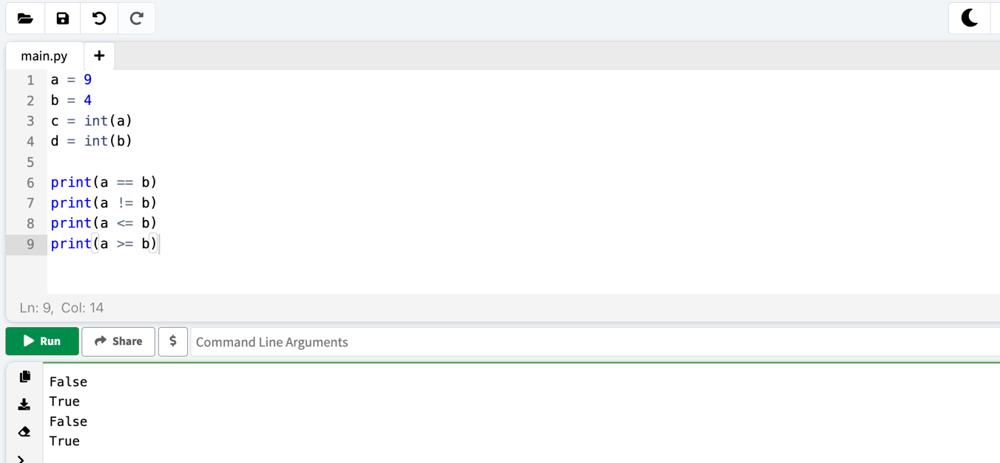 main.py +
1 a = 9
2 b = 4
3 c = int(a)
4 d = int(b)
5
6 print(a == b)
7 print(a != b)
8 print(a <= b)
9 print(a >= b)
Ln: 9, Col: 14
Run Share $ Command Line Arguments
False
True
False
True